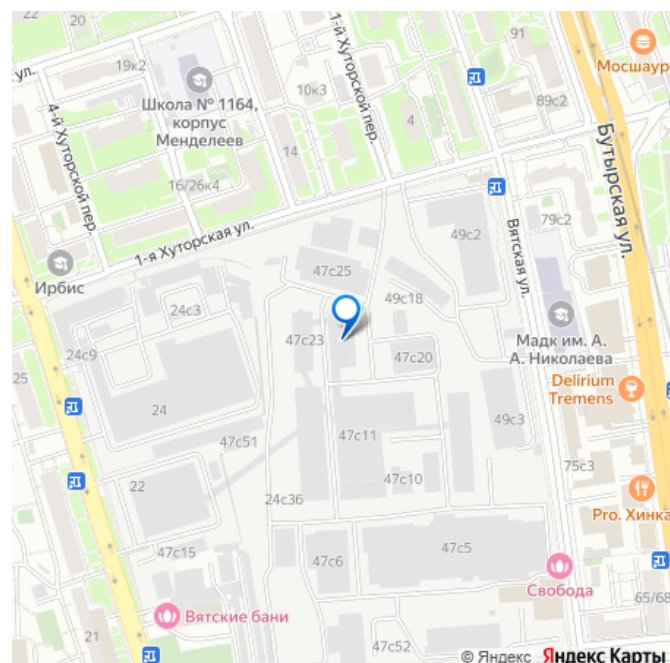 91
Мосшаур
ул.
19к2
Школа № 1164,
корпус
Менделеев
10к3
1-й Хуторской пер.
4
89с2
Бутырская ул.
4-й Хуторской пер.
14
16/26к4
1-я Хуторская ул.
Вятская ул.
79с2
49с2
Ирбис
47с25
49с18
24с3
47с23
Мадк им. А.
А. Николаева
24с9
47с20
25
Delirium
Tremens
24
49с3
47с51
47с11
75с3
22
24с36
47с10
Pro. Хинка
47с15
47с6
47с5
Свобода
65/68
Вятские бани
21
47с52
© Яндекс Яндекс Карты